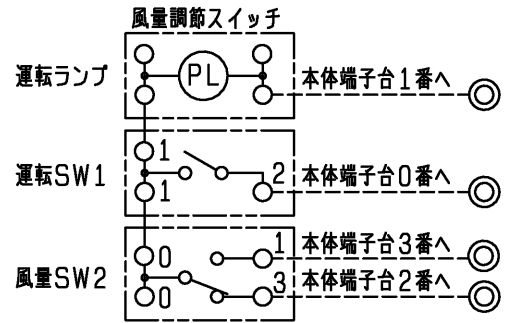 風量調節スイッチ
運転ランプ
PL
本体端子台1番へ
運転SW1
1
1
2
本体端子台0番へ
風量SW2
0
0
1
本体端子台3番へ
3
本体端子台2番へ